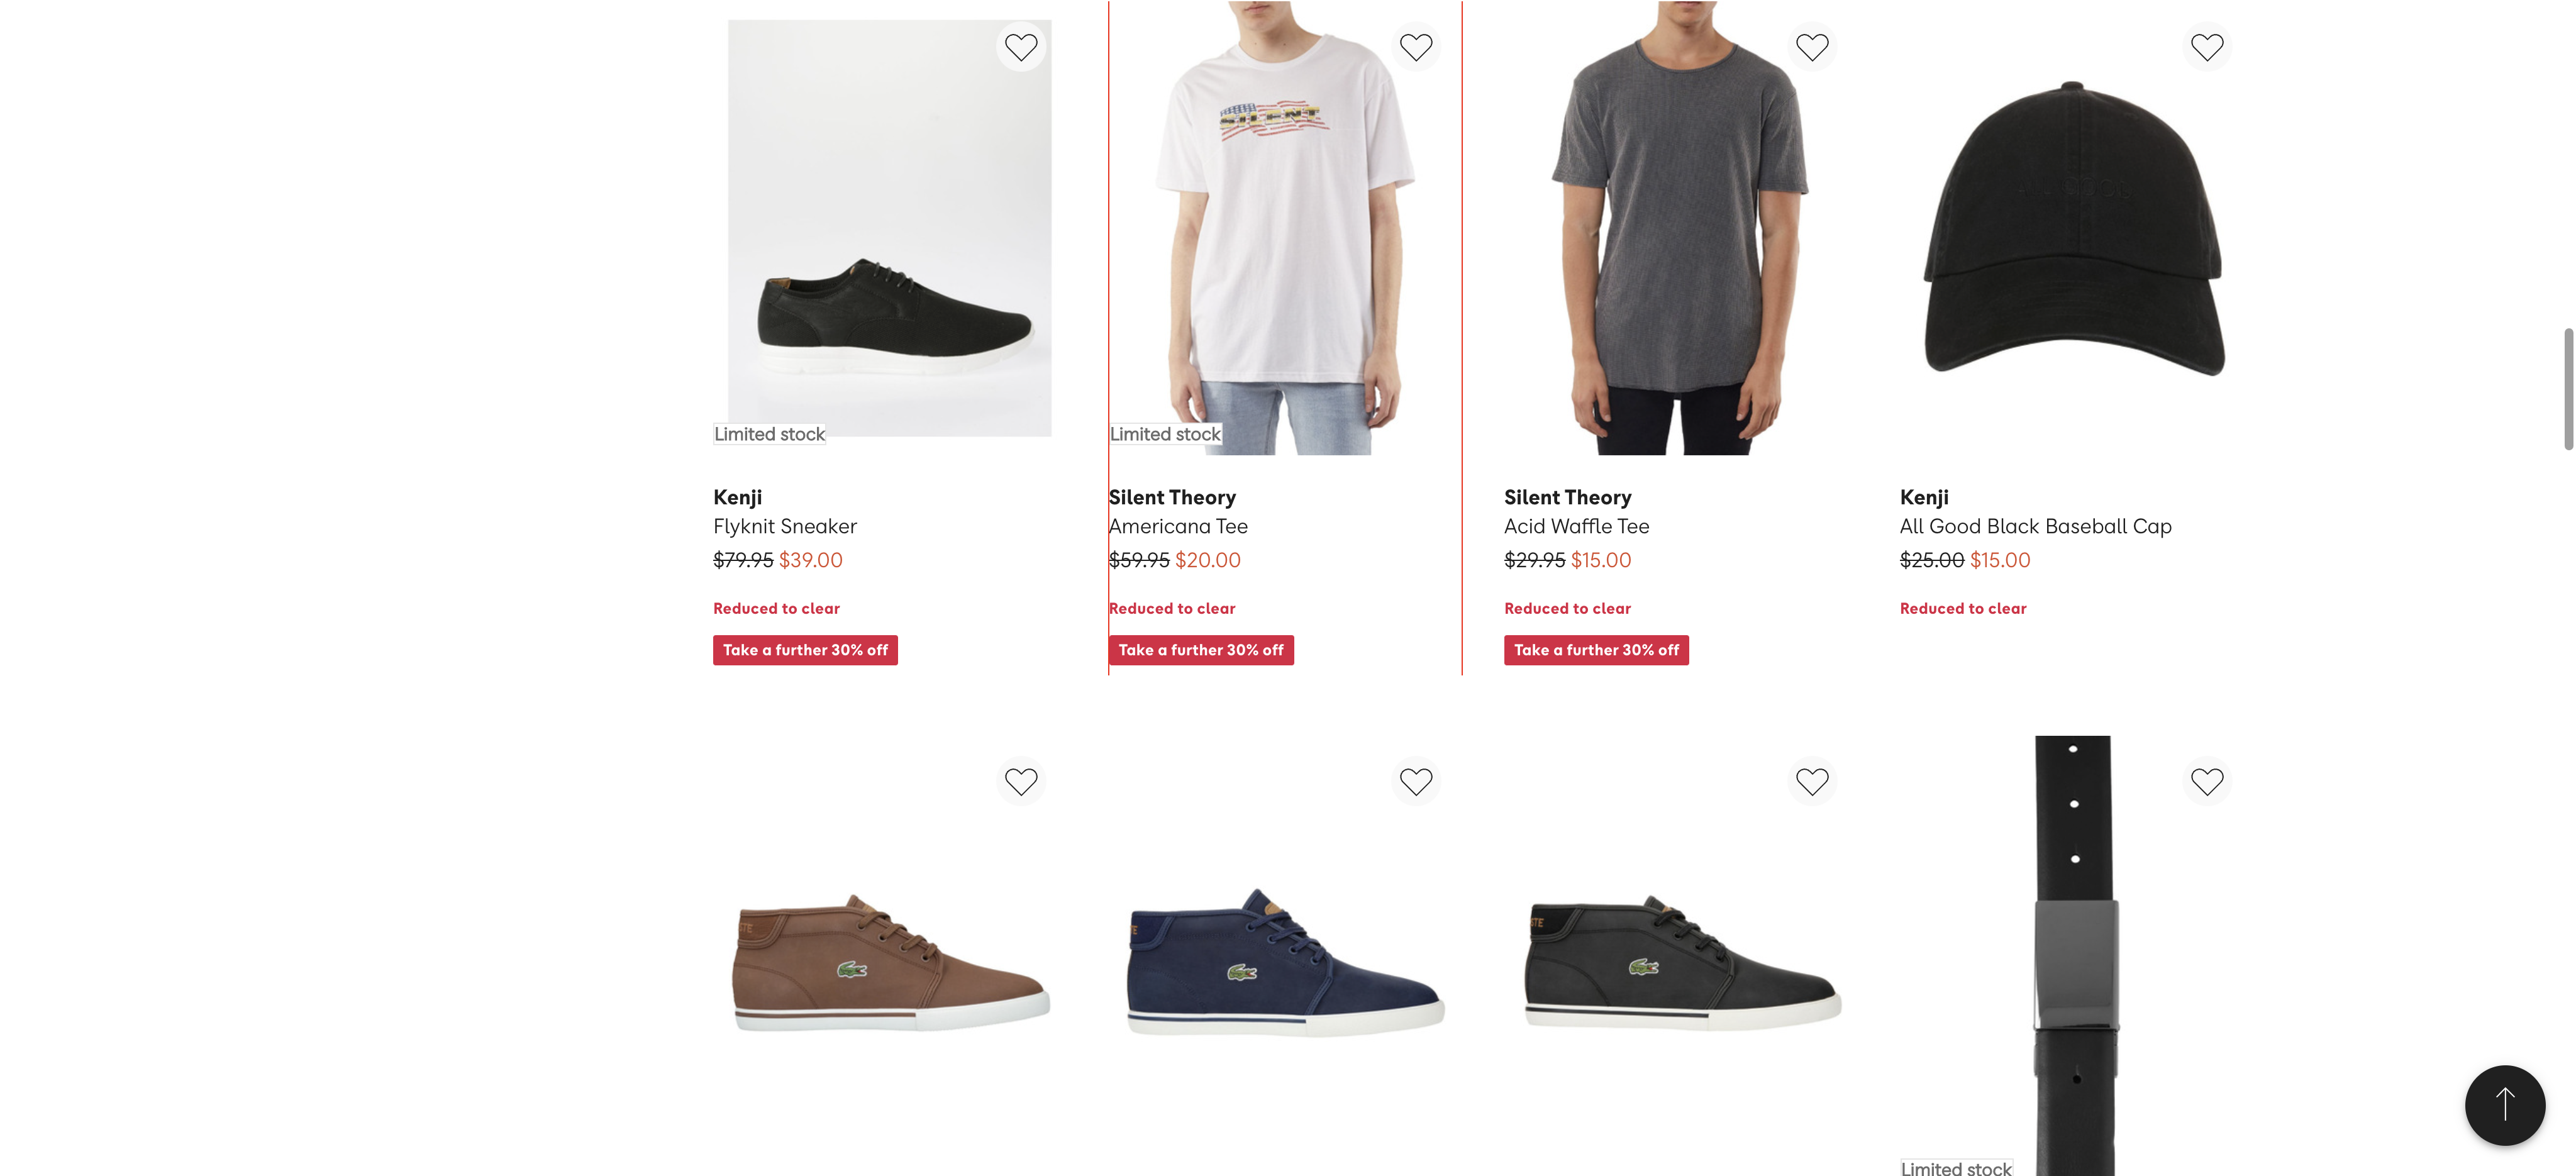 SILENT
Limited stock
Limited stock
Kenji
Flyknit Sneaker
$79.95 $39.00
Reduced to clear
Take a further 30% off
Silent Theory
Americana Tee
$59.95 $20.00
Reduced to clear
Take a further 30% off
Silent Theory
Acid Waffle Tee
$29.95 $15.00
Reduced to clear
Take a further 30% off
Kenji
All Good Black Baseball Cap
$25.00 $15.00
Reduced to clear
Limited stock